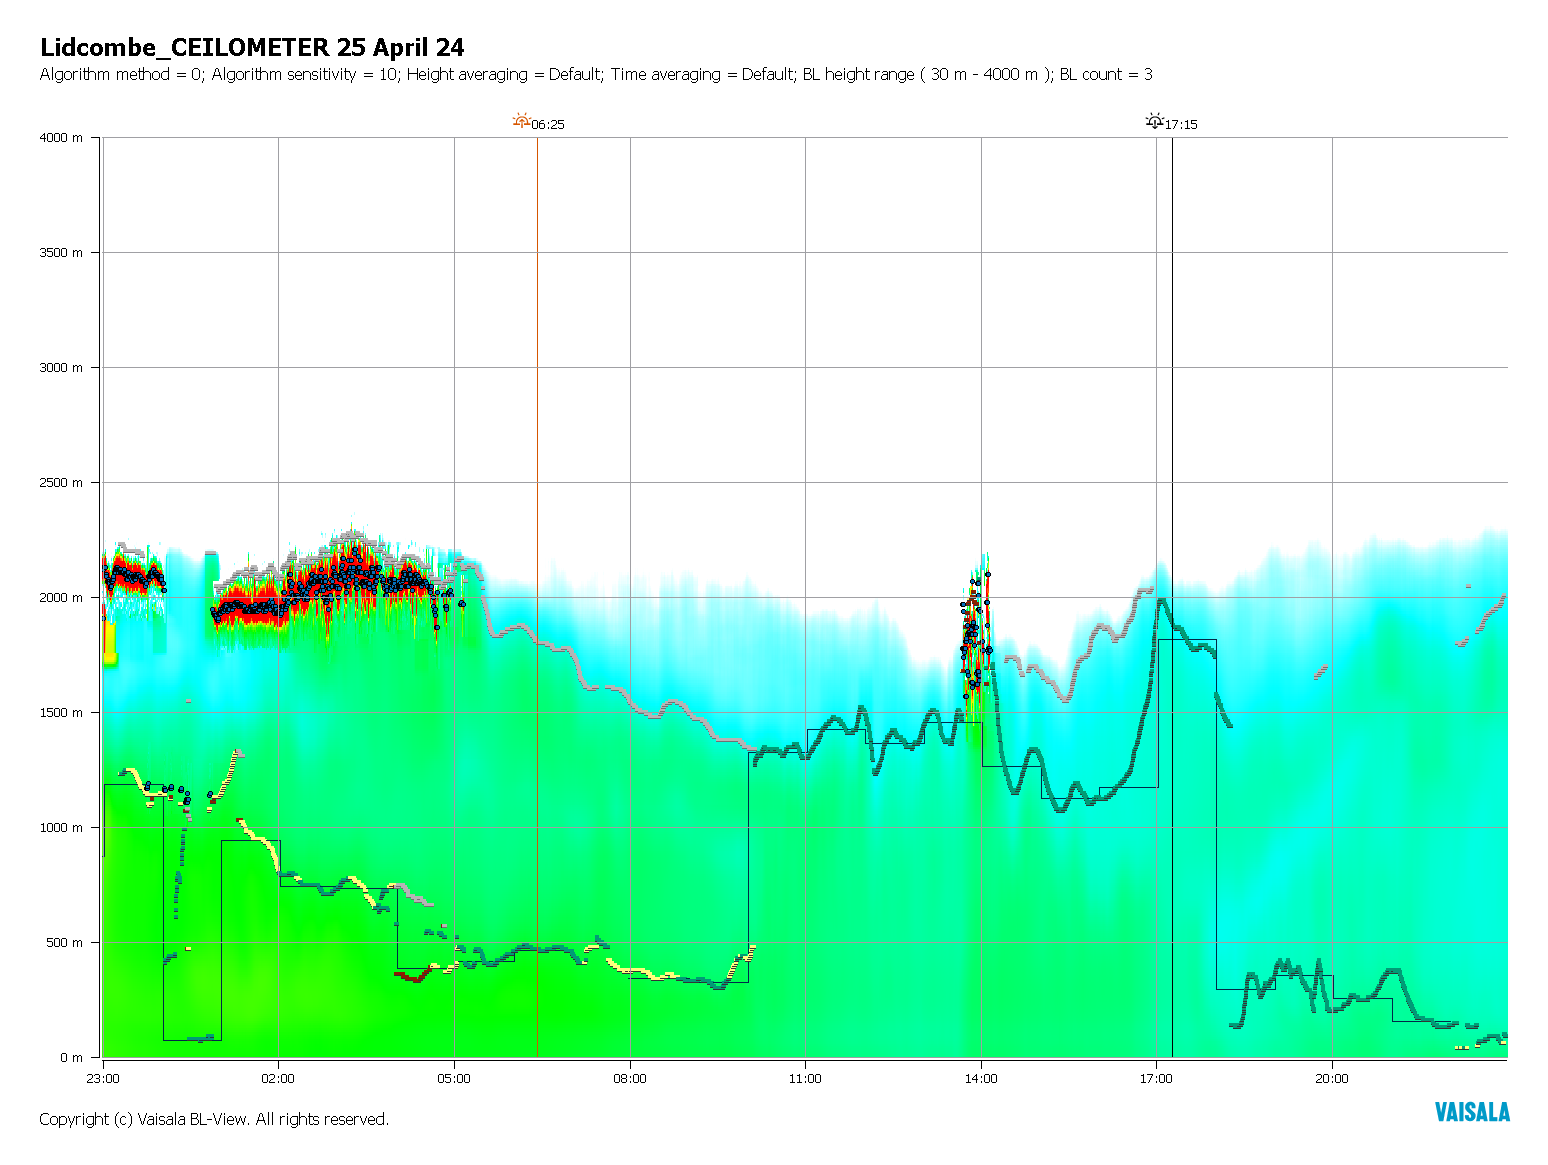 Lidcombe_CEILOMETER 25 April 24
Algorithm method = 0; Algorithm sensitivity = 10; Height averaging = Default; Time averaging = Default; BL height range ( 30 m - 4000 m ); BL count = 3
06:25
17:15
4000 m
3500 m
3000 m
2500 m
2000 m
1500 m
1000 m
500 m
0 m
23:00
02:00
05:00
08:00
11:00
14:00
17:00
20:00
Copyright (c) Vaisala BL-View. All rights reserved.
VAISALA